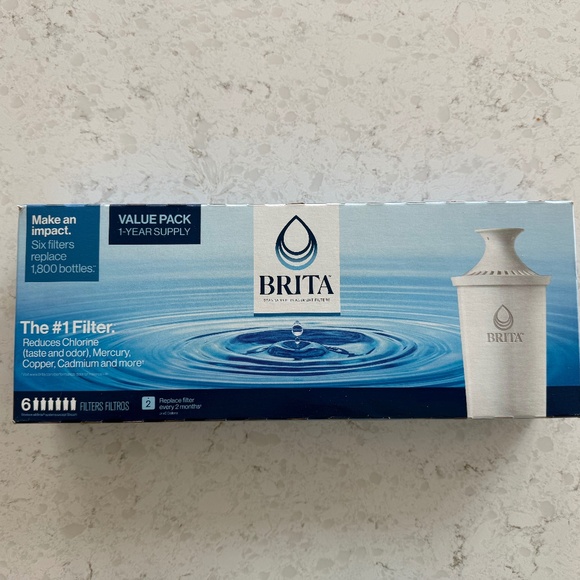 Make an
impact.
Six filters
replace
1,800 bottles.
VALUE PACK
1-YEAR SUPPLY
BRITA
The #1 Filter.
Reduces Chlorine
(taste and odor), Mercury,
Copper, Cadmium and more
6 FILTERS FILTROS
2 Replace filter
every 2 months
BRITA